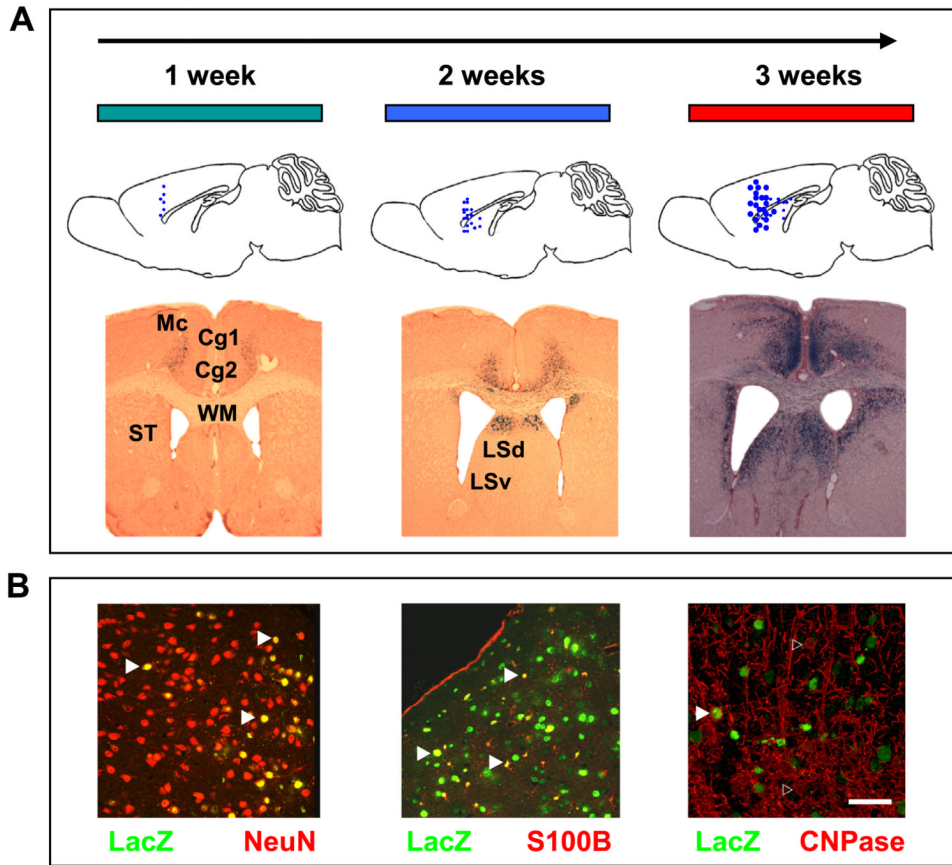 A
1 week 2 weeks 3 weeks
Mc
Cg1
Cg2
WM
ST
LSd
LSv
B
LacZ NeuN LacZ S100B LacZ CNPase